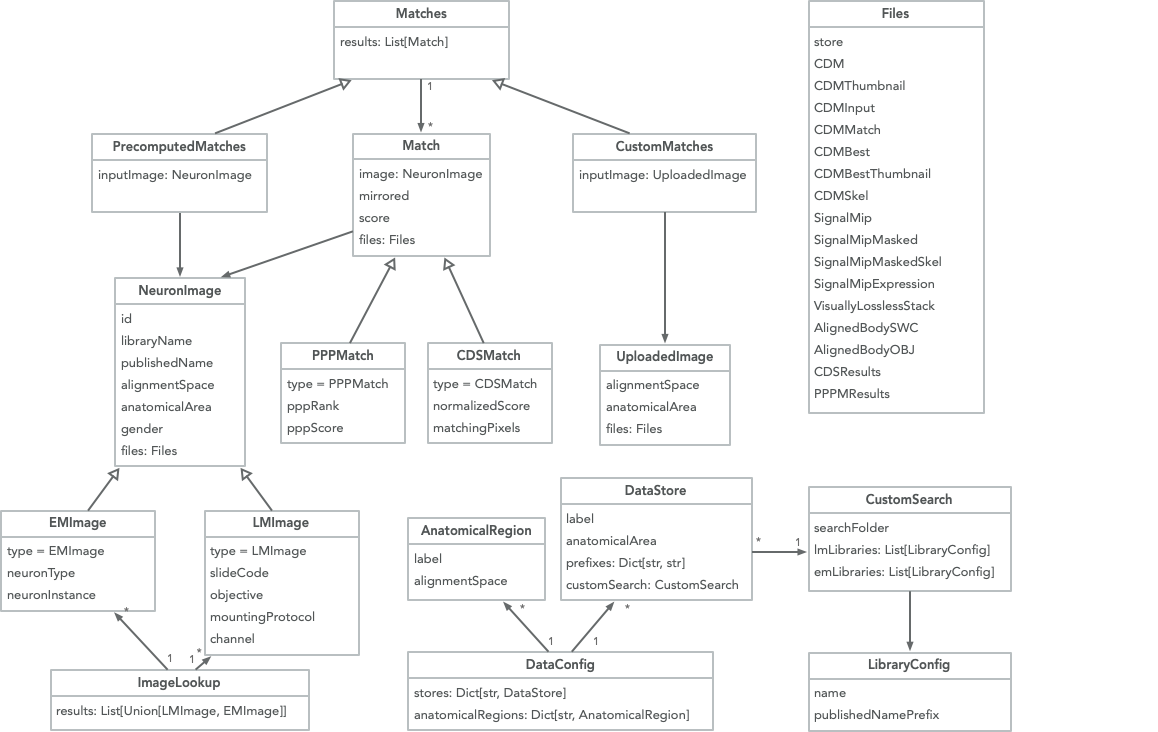 Matches
results: List[Match]
1
*
Files
store
CDM
CDMThumbnail
CDMInput
CDMMatch
CDMBest
CDMBestThumbnail
CDMSkel
SignalMip
SignalMipMasked
SignalMipMaskedSkel
SignalMipExpression
VisuallyLosslessStack
AlignedBodySWC
AlignedBodyOBJ
CDSResults
PPPMResults
PrecomputedMatches
inputImage: NeuronImage
Match
image: NeuronImage
mirrored
score
files: Files
CustomMatches
inputImage: UploadedImage
NeuronImage
id
libraryName
publishedName
alignmentSpace
anatomicalArea
gender
files: Files
PPPMatch
type = PPPMatch
pppRank
pppScore
CDSMatch
type = CDSMatch
normalizedScore
matchingPixels
UploadedImage
alignmentSpace
anatomicalArea
files: Files
EMImage
type = EMImage
neuronType
neuronInstance
*
LMImage
type = LMImage
slideCode
objective
mountingProtocol
channel
1
1
*
ImageLookup
results: List[Union[LMImage, EMImage]]
AnatomicalRegion
label
alignmentSpace
*
DataStore
label
anatomicalArea
prefixes: Dict[str, str]
customSearch: CustomSearch
*
*
1
CustomSearch
searchFolder
lmLibraries: List[LibraryConfig]
emLibraries: List[LibraryConfig]
1
1
DataConfig
stores: Dict[str, DataStore]
anatomicalRegions: Dict[str, AnatomicalRegion]
LibraryConfig
name
publishedNamePrefix